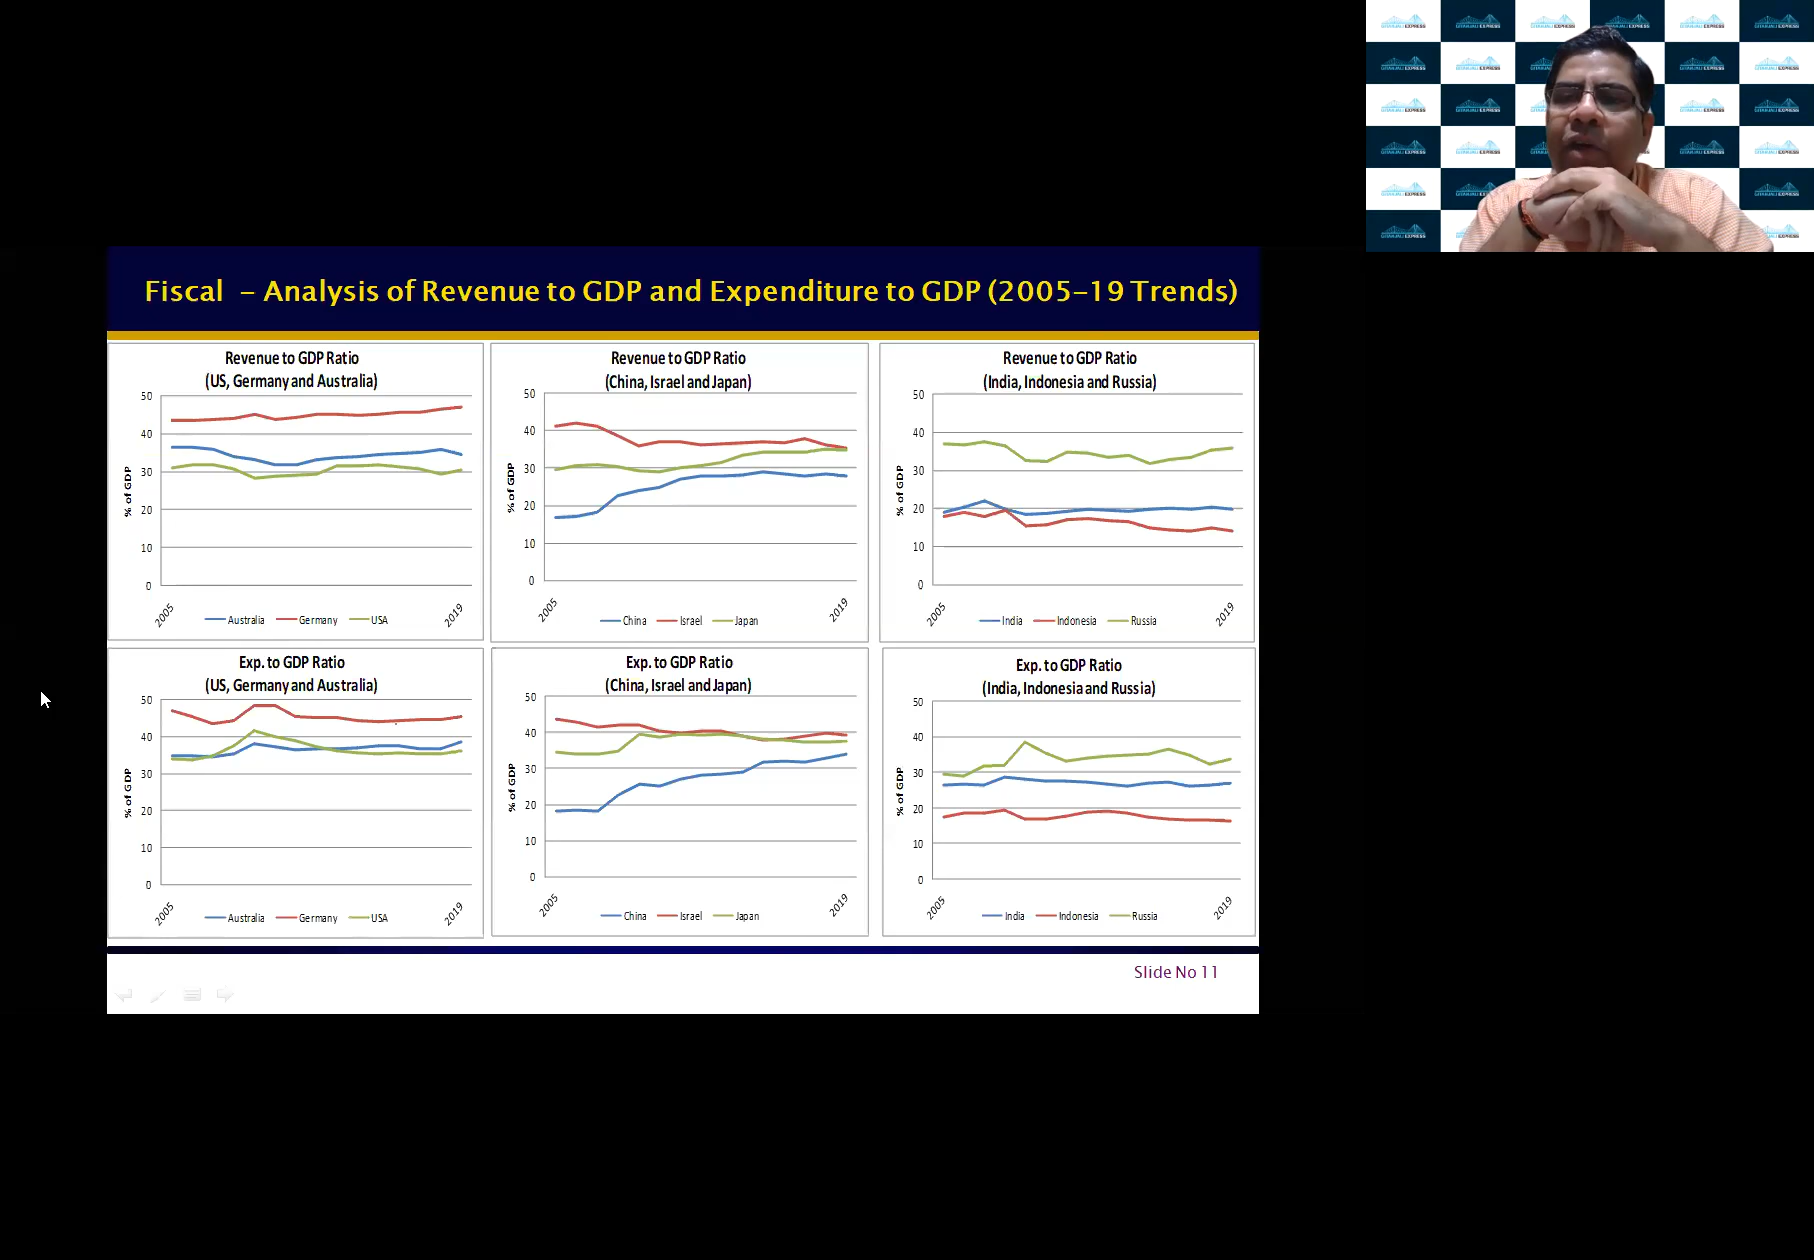 GITANJALI EXPRESS
Fiscal – Analysis of Revenue to GDP and Expenditure to GDP (2005-19 Trends)
Revenue to GDP Ratio
(US, Germany and Australia)
% of GDP
50
40
30
20
10
0
2005
2019
Australia Germany USA
Revenue to GDP Ratio
(China, Israel and Japan)
% of GDP
50
40
30
20
10
0
2005
2019
China Israel Japan
Revenue to GDP Ratio
(India, Indonesia and Russia)
% of GDP
50
40
30
20
10
0
2005
2019
India Indonesia Russia
Exp. to GDP Ratio
(US, Germany and Australia)
% of GDP
50
40
30
20
10
0
2005
2019
Australia Germany USA
Exp. to GDP Ratio
(China, Israel and Japan)
% of GDP
50
40
30
20
10
0
2005
2019
China Israel Japan
Exp. to GDP Ratio
(India, Indonesia and Russia)
% of GDP
50
40
30
20
10
0
2005
2019
India Indonesia Russia
Slide No 11